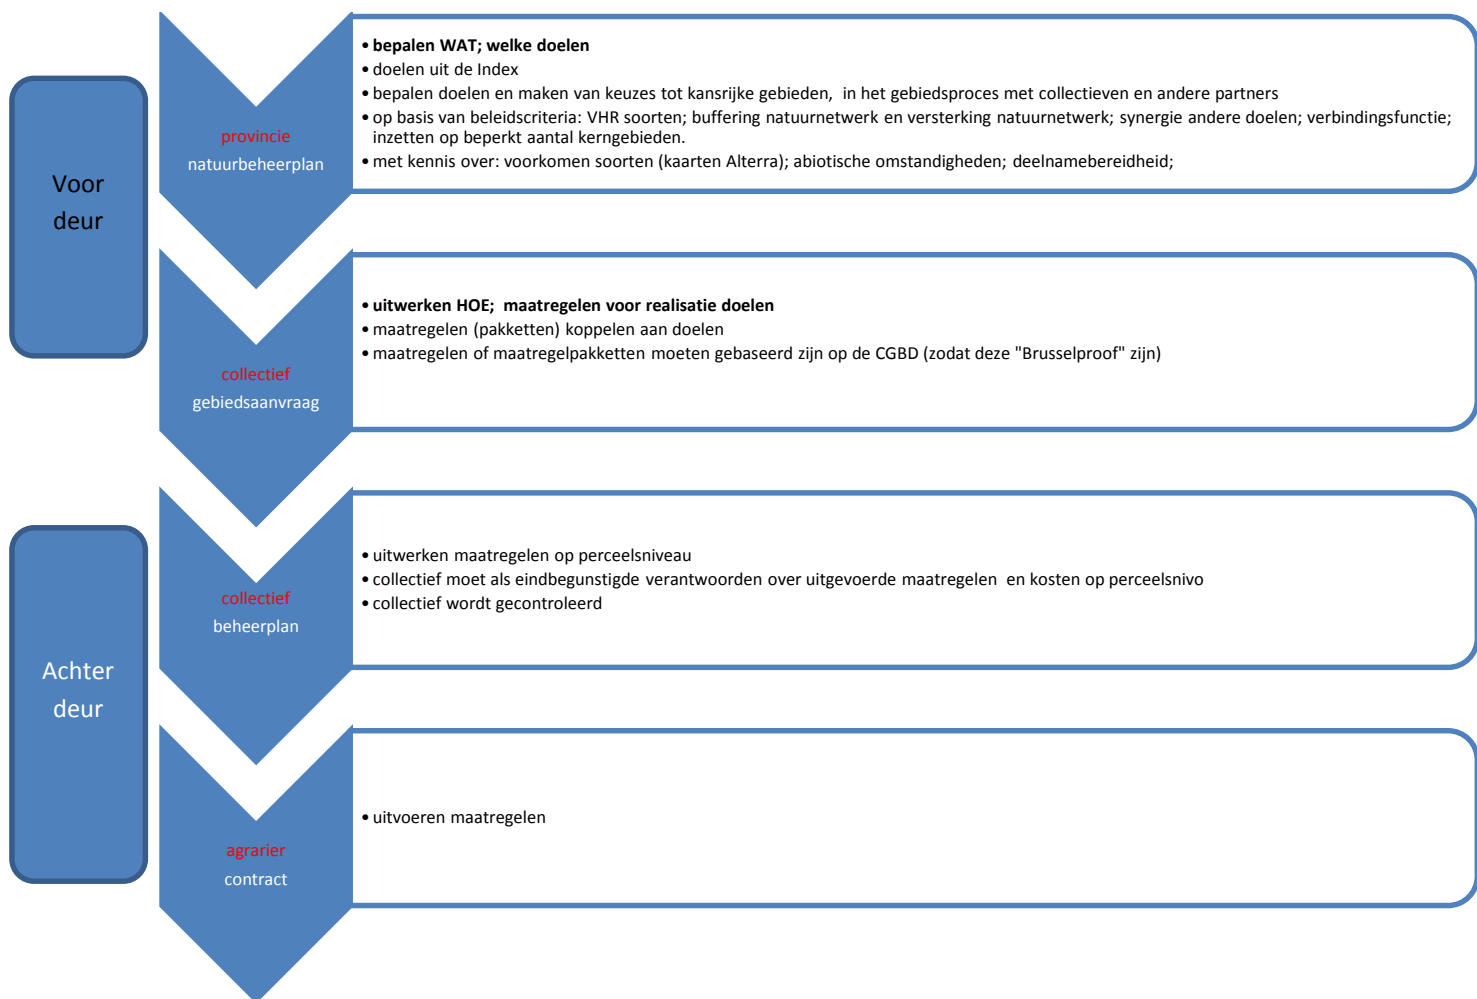 Voor
deur
provincie
natuurbeheerplan
• bepalen WAT; welke doelen
• doelen uit de Index
• bepalen doelen en maken van keuzes tot kansrijke gebieden, in het gebiedsproces met collectieven en andere partners
• op basis van beleidscriteria: VHR soorten; buffering natuurnetwerk en versterking natuurnetwerk; synergie andere doelen; verbindingsfunctie;
inzetten op beperkt aantal kerngebieden.
• met kennis over: voorkomen soorten (kaarten Alterra); abiotische omstandigheden; deelnamebereidheid;
collectief
gebiedsaanvraag
• uitwerken HOE; maatregelen voor realisatie doelen
• maatregelen (pakketten) koppelen aan doelen
• maatregelen of maatregelpakketten moeten gebaseerd zijn op de CGBD (zodat deze "Brusselproof" zijn)
Achter
deur
collectief
beheerplan
• uitwerken maatregelen op perceelsniveau
• collectief moet als eindbegunstigde verantwoorden over uitgevoerde maatregelen en kosten op perceelsnivo
• collectief wordt gecontroleerd
agrarier
contract
• uitvoeren maatregelen